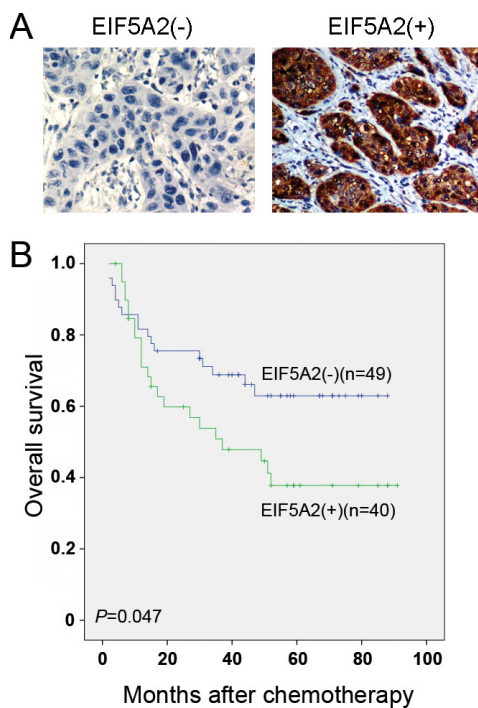 A
EIF5A2(-)
EIF5A2(+)
B
1.0
0.8
0.6
0.4
0.2
0
Overall survival
EIF5A2(-)(n=49)
EIF5A2(+)(n=40)
P=0.047
0 20 40 60 80 100
Months after chemotherapy